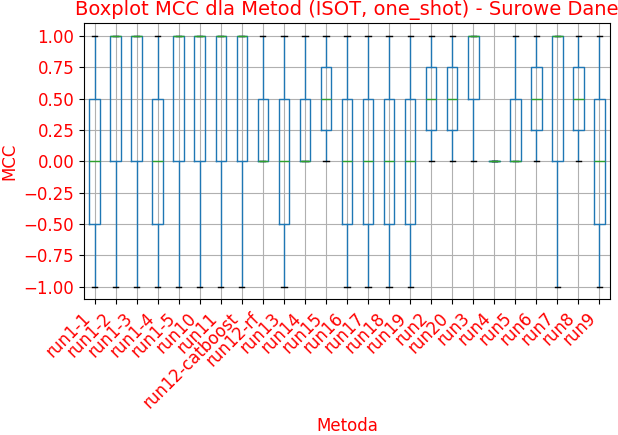 Boxplot MCC dla Metod (ISOT, one_shot) - Surowe Dane
1.00
0.75
0.50
0.25
0.00
−0.25
−0.50
−0.75
−1.00
MCC
run1-1
run1-2
run1-3
run1-4
run1-5
run10
run11
run12-catboost
run12-rf
run13
run14
run15
run16
run17
run18
run19
run2
run20
run3
run4
run5
run6
run7
run8
run9
Metoda